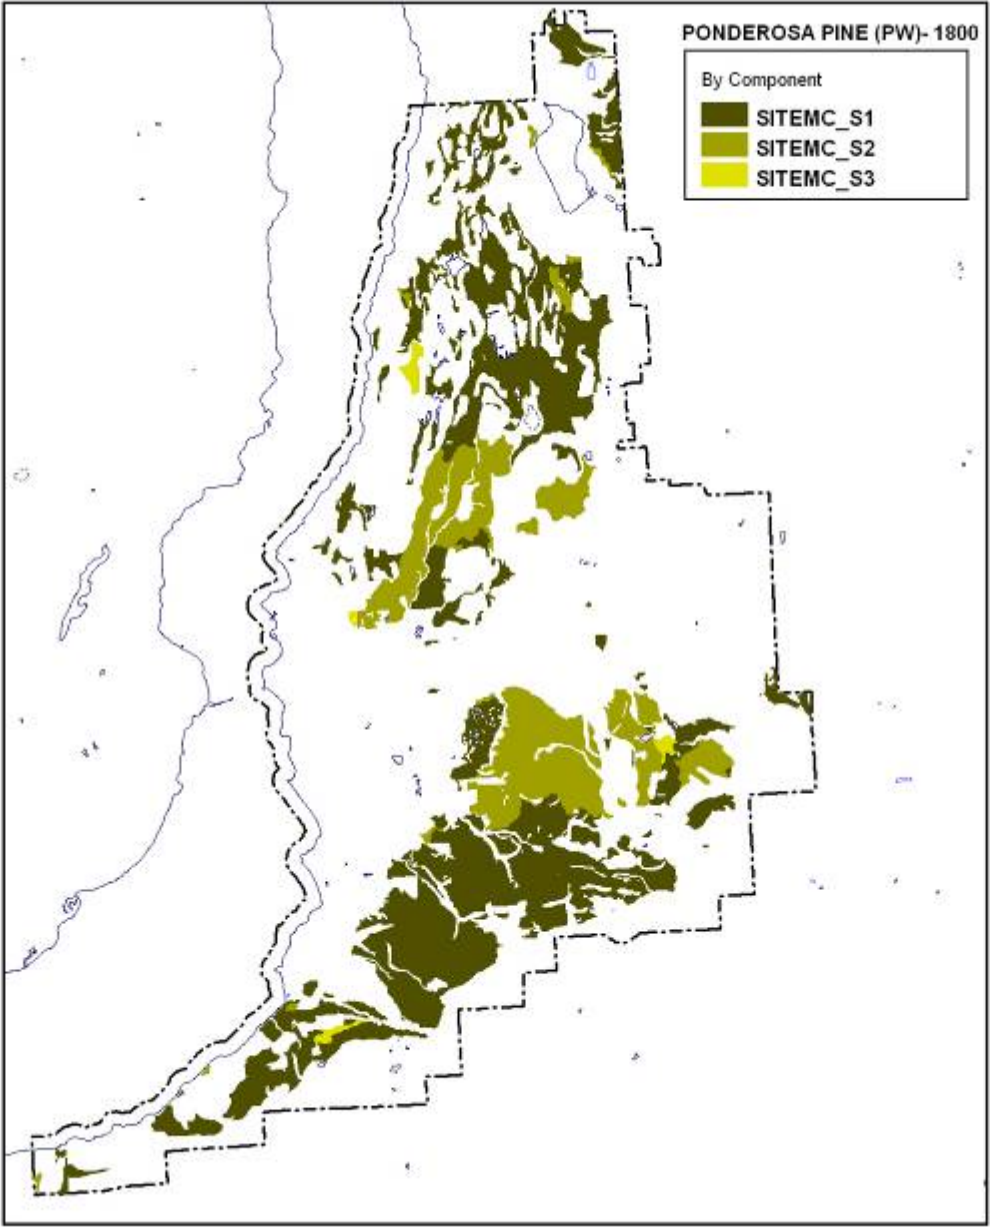 PONDEROSA PINE (PW)- 1800
By Component
SITEMC_S1
SITEMC_S2
SITEMC_S3